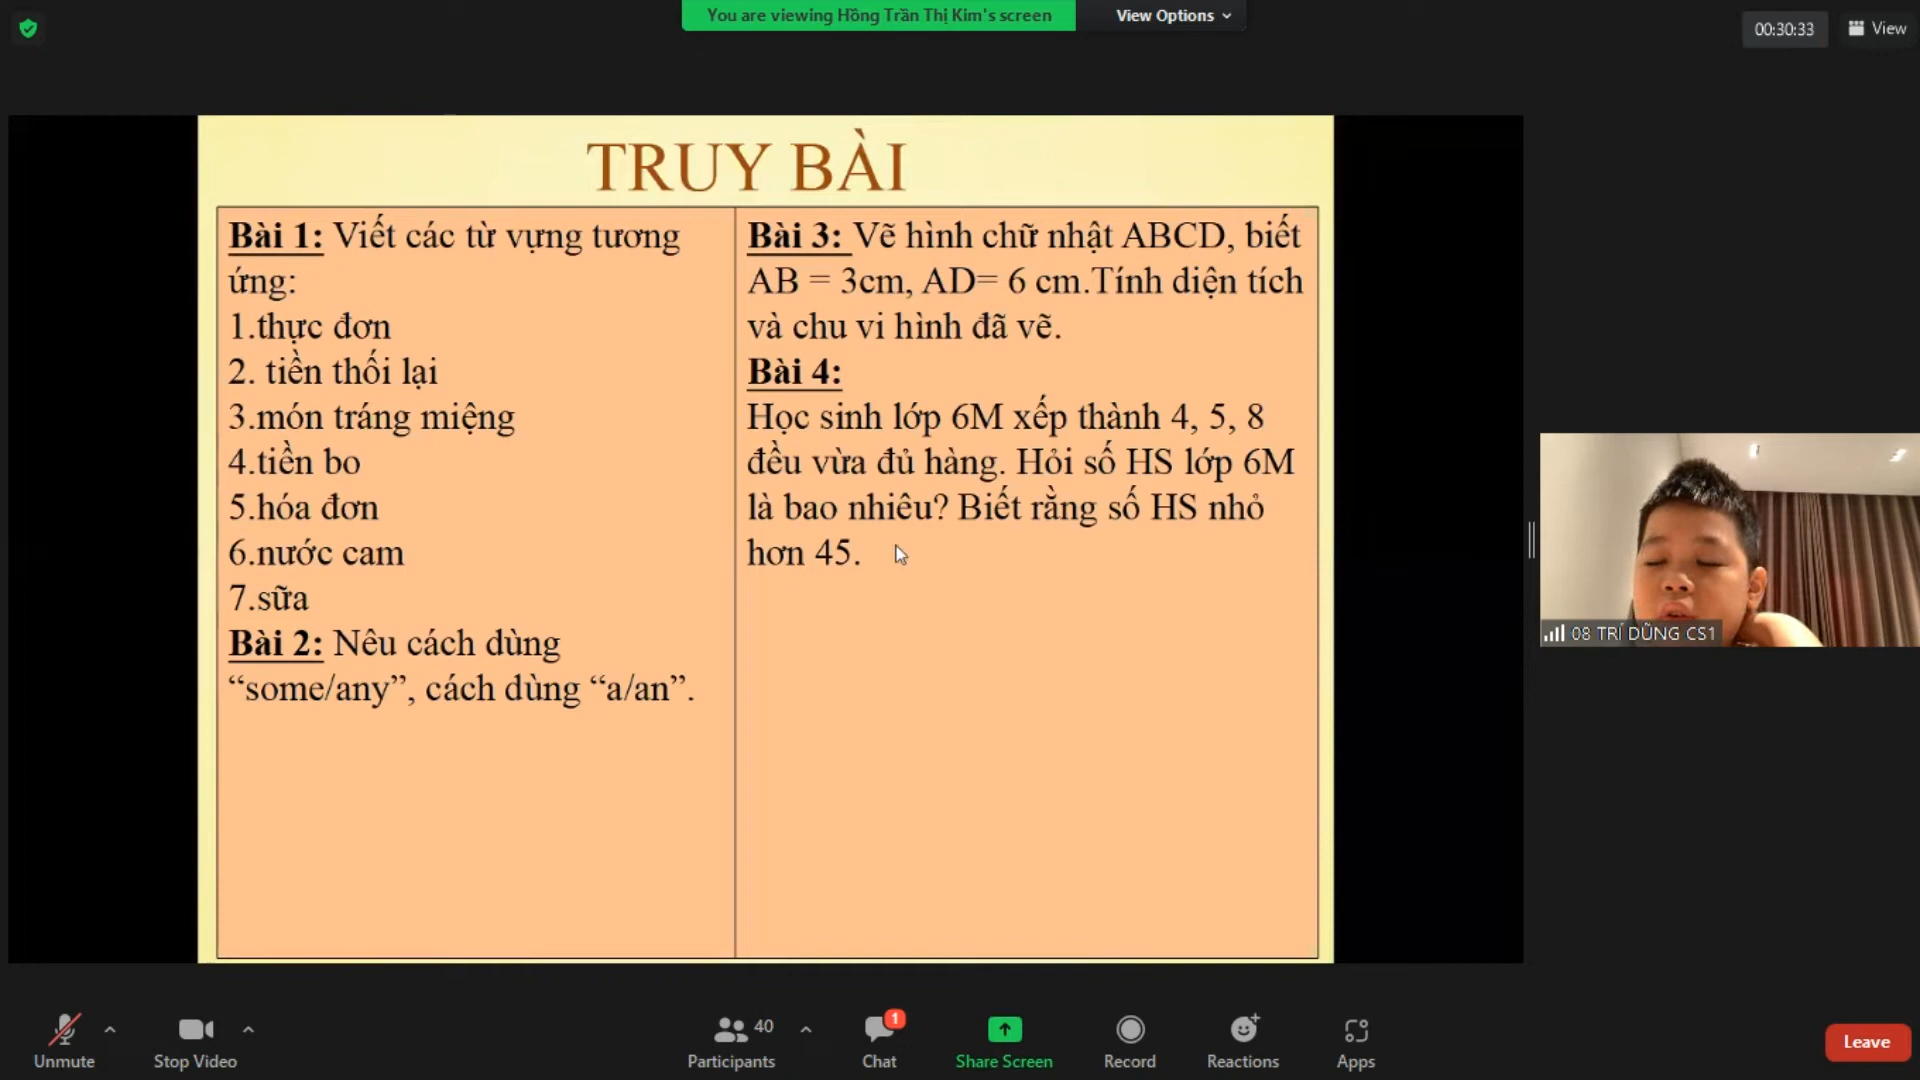 You are viewing Hồng Trần Thị Kim's screen
View Options
00:30:33
View
TRUY BÀI
Bài 1: Viết các từ vựng tương
ứng:
1.thực đơn
2. tiền thối lại
3.món tráng miệng
4.tiền bo
5.hóa đơn
6.nước cam
7.sữa
Bài 2: Nêu cách dùng
“some/any”, cách dùng “a/an”.
Bài 3: Vẽ hình chữ nhật ABCD, biết
AB = 3cm, AD= 6 cm.Tính diện tích
và chu vi hình đã vẽ.
Bài 4:
Học sinh lớp 6M xếp thành 4, 5, 8
đều vừa đủ hàng. Hỏi số HS lớp 6M
là bao nhiêu? Biết rằng số HS nhỏ
hơn 45.
08 TRÍ DŨNG CS1
Unmute
Stop Video
40
Participants
1
Chat
Share Screen
Record
Reactions
Apps
Leave